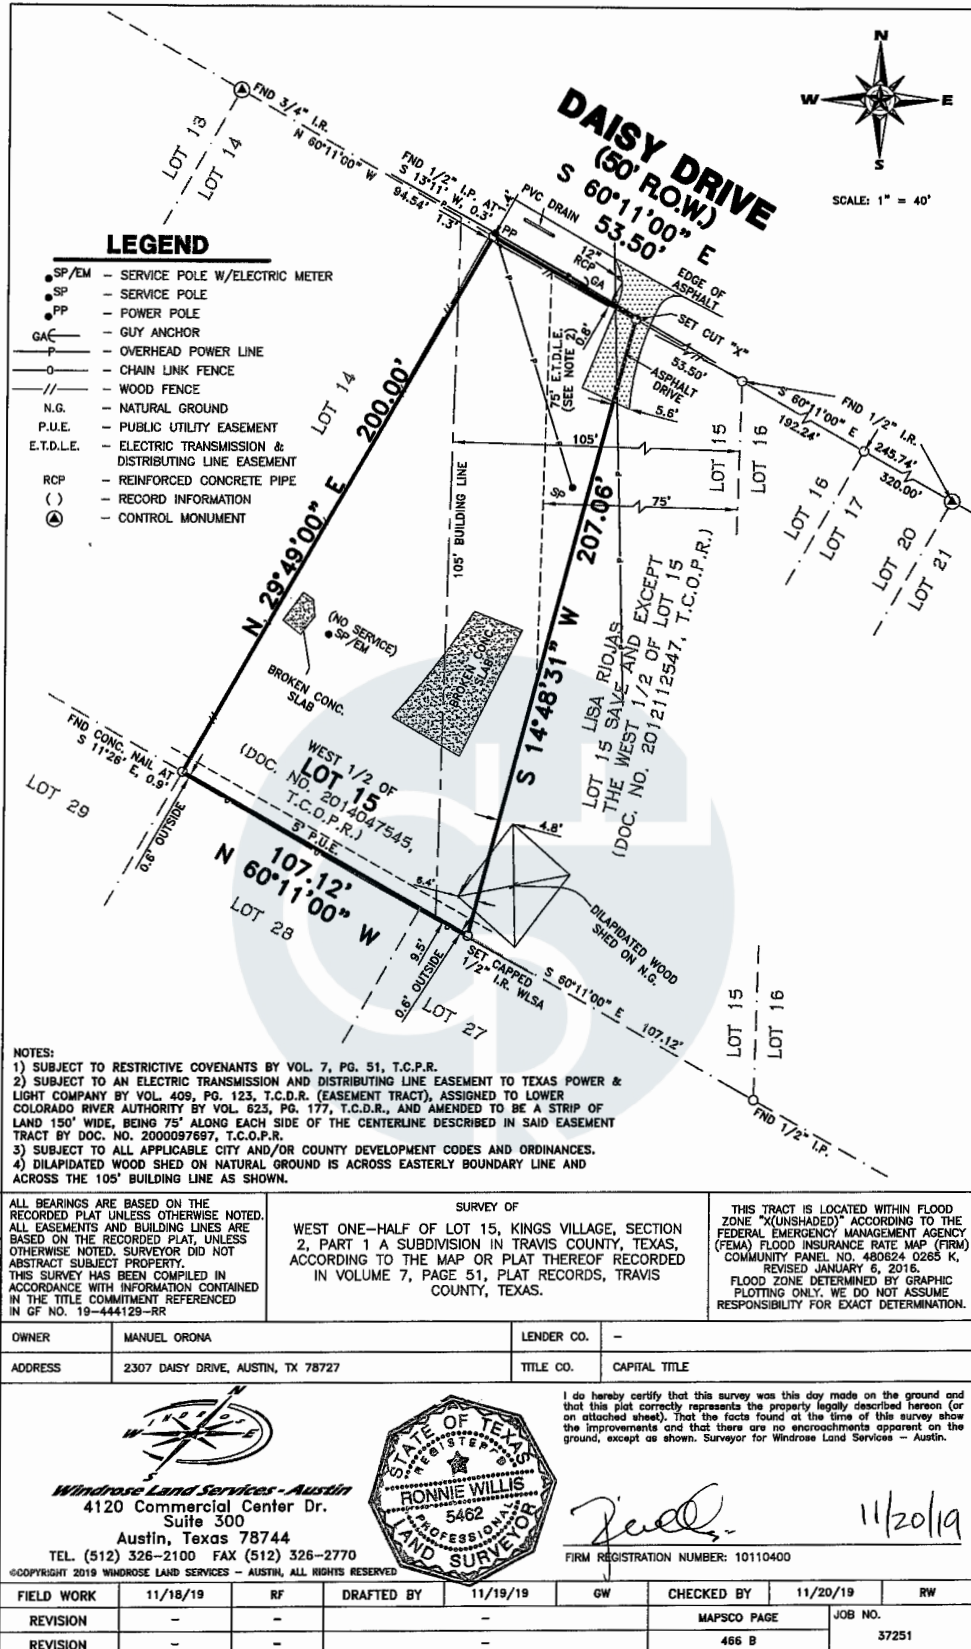 N
W
E
S
SCALE: 1" = 40'
DAISY DRIVE
(50' R.O.W.)
S 60°11'00" E
53.50'
FND 3/4" I.R.
LOT 13
LOT 14
N 60°11'00" W
94.54'
FND 1/2" I.P. AT
S 13°11' W, 0.3'
1.3'
PP
PVC DRAIN
12"
RCP
GA
EDGE OF
ASPHALT
SET CUT "X"
53.50'
ASPHALT
DRIVE
0.8'
5.6'
75' E.T.D.L.E.
(SEE NOTE 2)
S 60°11'00" E
192.24'
FND 1/2" I.R.
245.74'
320.00'
LOT 15
LOT 16
LOT 16
LOT 17
LOT 20
LOT 21
LEGEND
SP/EM – SERVICE POLE W/ELECTRIC METER
SP – SERVICE POLE
PP – POWER POLE
GA – GUY ANCHOR
P – OVERHEAD POWER LINE
O – CHAIN LINK FENCE
// – WOOD FENCE
N.G. – NATURAL GROUND
P.U.E. – PUBLIC UTILITY EASEMENT
E.T.D.L.E. – ELECTRIC TRANSMISSION &
DISTRIBUTING LINE EASEMENT
RCP – REINFORCED CONCRETE PIPE
( ) – RECORD INFORMATION
– CONTROL MONUMENT
LOT 14
N 29°49'00" E
200.00'
105'
75'
SP
105' BUILDING LINE
S 14°48'31" W
207.06'
LISA RIOJAS
LOT 15 SAVE AND EXCEPT
THE WEST 1/2 OF LOT 15
(DOC. NO. 2012112547, T.C.O.P.R.)
(NO SERVICE)
SP/EM
BROKEN CONC.
SLAB
BROKEN CONC.
SLAB
WEST 1/2 OF
LOT 15
(DOC. NO. 2014047545,
T.C.O.P.R.)
FND CONC. NAIL AT
S 11°26' E, 0.9'
LOT 29
0.6' OUTSIDE
5' P.U.E.
107.12'
N 60°11'00" W
LOT 28
6.4'
4.8'
9.5'
0.6' OUTSIDE
DILAPIDATED WOOD
SHED ON N.G.
SET CAPPED
1/2" I.R. WLSA
LOT 27
S 60°11'00" E
107.12'
LOT 15
LOT 16
FND 1/2" I.P.
NOTES:
1) SUBJECT TO RESTRICTIVE COVENANTS BY VOL. 7, PG. 51, T.C.P.R.
2) SUBJECT TO AN ELECTRIC TRANSMISSION AND DISTRIBUTING LINE EASEMENT TO TEXAS POWER &
LIGHT COMPANY BY VOL. 409, PG. 123, T.C.D.R. (EASEMENT TRACT), ASSIGNED TO LOWER
COLORADO RIVER AUTHORITY BY VOL. 623, PG. 177, T.C.D.R., AND AMENDED TO BE A STRIP OF
LAND 150' WIDE, BEING 75' ALONG EACH SIDE OF THE CENTERLINE DESCRIBED IN SAID EASEMENT
TRACT BY DOC. NO. 2000097697, T.C.O.P.R.
3) SUBJECT TO ALL APPLICABLE CITY AND/OR COUNTY DEVELOPMENT CODES AND ORDINANCES.
4) DILAPIDATED WOOD SHED ON NATURAL GROUND IS ACROSS EASTERLY BOUNDARY LINE AND
ACROSS THE 105' BUILDING LINE AS SHOWN.
ALL BEARINGS ARE BASED ON THE
RECORDED PLAT UNLESS OTHERWISE NOTED.
ALL EASEMENTS AND BUILDING LINES ARE
BASED ON THE RECORDED PLAT, UNLESS
OTHERWISE NOTED. SURVEYOR DID NOT
ABSTRACT SUBJECT PROPERTY.
THIS SURVEY HAS BEEN COMPILED IN
ACCORDANCE WITH INFORMATION CONTAINED
IN THE TITLE COMMITMENT REFERENCED
IN GF NO. 19-444129-RR
SURVEY OF
WEST ONE-HALF OF LOT 15, KINGS VILLAGE, SECTION
2, PART 1 A SUBDIVISION IN TRAVIS COUNTY, TEXAS,
ACCORDING TO THE MAP OR PLAT THEREOF RECORDED
IN VOLUME 7, PAGE 51, PLAT RECORDS, TRAVIS
COUNTY, TEXAS.
THIS TRACT IS LOCATED WITHIN FLOOD
ZONE "X(UNSHADED)" ACCORDING TO THE
FEDERAL EMERGENCY MANAGEMENT AGENCY
(FEMA) FLOOD INSURANCE RATE MAP (FIRM)
COMMUNITY PANEL NO. 480624 0265 K,
REVISED JANUARY 6, 2016.
FLOOD ZONE DETERMINED BY GRAPHIC
PLOTTING ONLY. WE DO NOT ASSUME
RESPONSIBILITY FOR EXACT DETERMINATION.
OWNER MANUEL ORONA LENDER CO. –
ADDRESS 2307 DAISY DRIVE, AUSTIN, TX 78727 TITLE CO. CAPITAL TITLE
WINDROSE
N
W
E
S
Windrose Land Services-Austin
4120 Commercial Center Dr.
Suite 300
Austin, Texas 78744
TEL. (512) 326-2100 FAX (512) 326-2770
©COPYRIGHT 2019 WINDROSE LAND SERVICES – AUSTIN, ALL RIGHTS RESERVED
STATE OF TEXAS
REGISTERED
RONNIE WILLIS
5462
PROFESSIONAL
LAND SURVEYOR
I do hereby certify that this survey was this day made on the ground and
that this plat correctly represents the property legally described hereon (or
on attached sheet). That the facts found at the time of this survey show
the improvements and that there are no encroachments apparent on the
ground, except as shown. Surveyor for Windrose Land Services – Austin.
11/20/19
FIRM REGISTRATION NUMBER: 10110400
FIELD WORK 11/18/19 RF DRAFTED BY 11/19/19 GW CHECKED BY 11/20/19 RW
REVISION – – – MAPSCO PAGE JOB NO.
REVISION – – – 466 B 37251